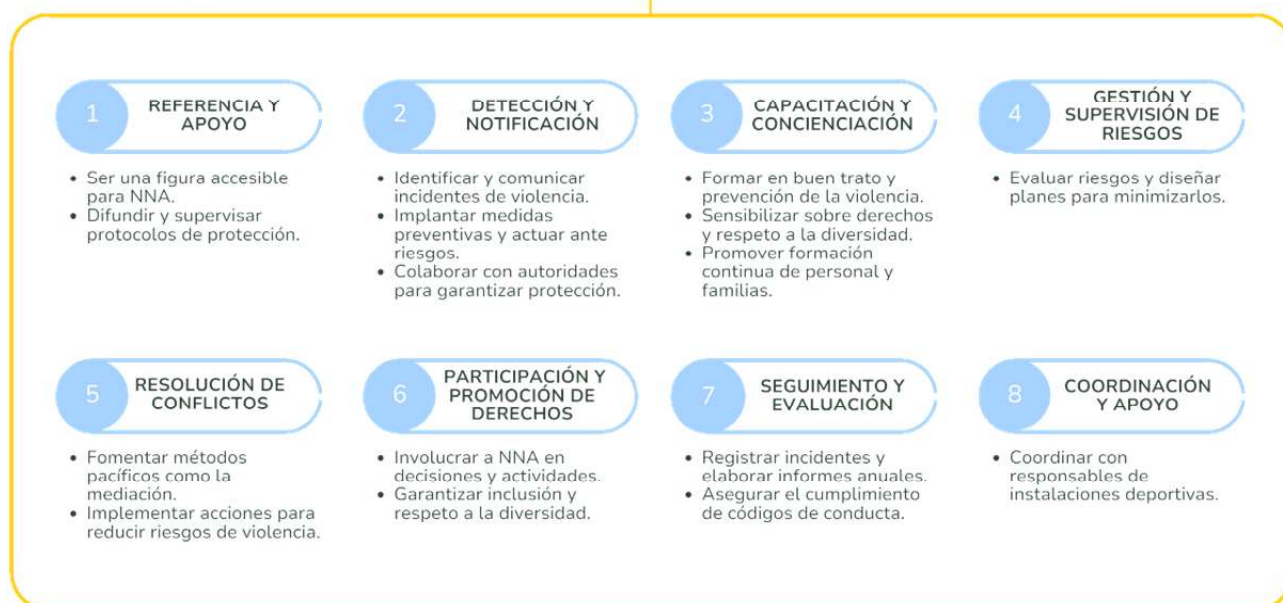 1
REFERENCIA Y
APOYO
• Ser una figura accesible
para NNA.
• Difundir y supervisar
protocolos de protección.
2
DETECCIÓN Y
NOTIFICACIÓN
• Identificar y comunicar
incidentes de violencia.
• Implantar medidas
preventivas y actuar ante
riesgos.
• Colaborar con autoridades
para garantizar protección.
3
CAPACITACIÓN Y
CONCIENCIACIÓN
• Formar en buen trato y
prevención de la violencia.
• Sensibilizar sobre derechos
y respeto a la diversidad.
• Promover formación
continua de personal y
familias.
4
GESTIÓN Y
SUPERVISIÓN DE
RIESGOS
• Evaluar riesgos y diseñar
planes para minimizarlos.
5
RESOLUCIÓN DE
CONFLICTOS
• Fomentar métodos
pacíficos como la
mediación.
• Implementar acciones para
reducir riesgos de violencia.
6
PARTICIPACIÓN Y
PROMOCIÓN DE
DERECHOS
• Involucrar a NNA en
decisiones y actividades.
• Garantizar inclusión y
respeto a la diversidad.
7
SEGUIMIENTO Y
EVALUACIÓN
• Registrar incidentes y
elaborar informes anuales.
• Asegurar el cumplimiento
de códigos de conducta.
8
COORDINACIÓN
Y APOYO
• Coordinar con
responsables de
instalaciones deportivas.